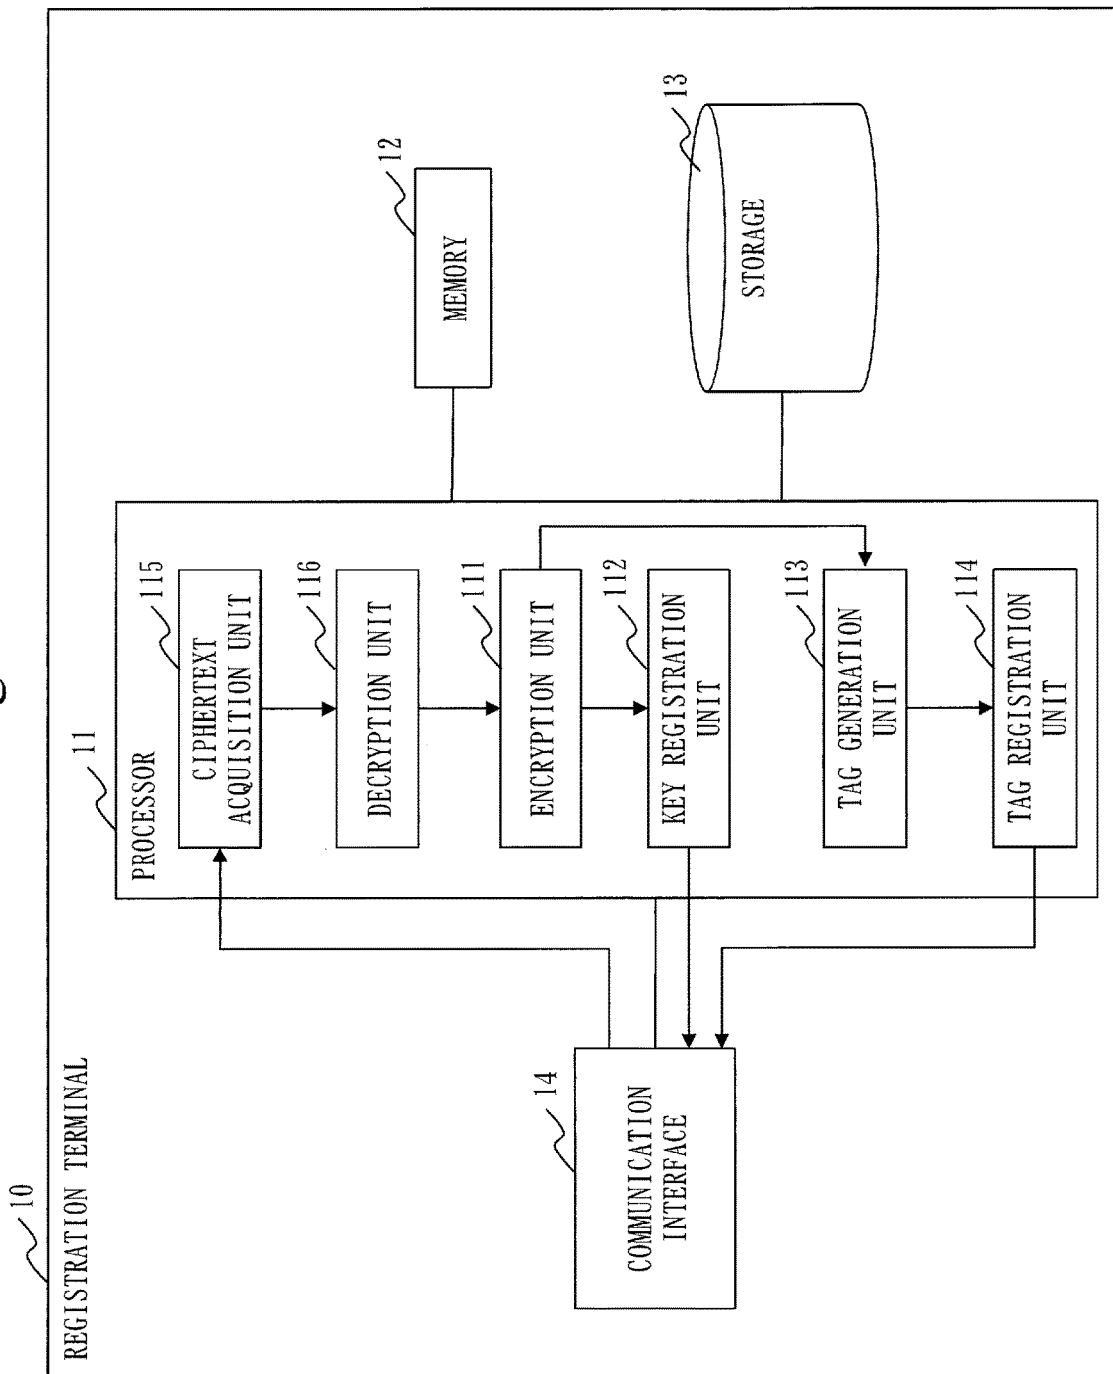 10
REGISTRATION TERMINAL
11
PROCESSOR
115
CIPHERTEXT
ACQUISITION UNIT
116
DECRYPTION UNIT
111
ENCRYPTION UNIT
112
KEY REGISTRATION
UNIT
113
TAG GENERATION
UNIT
114
TAG REGISTRATION
UNIT
14
COMMUNICATION
INTERFACE
12
MEMORY
13
STORAGE